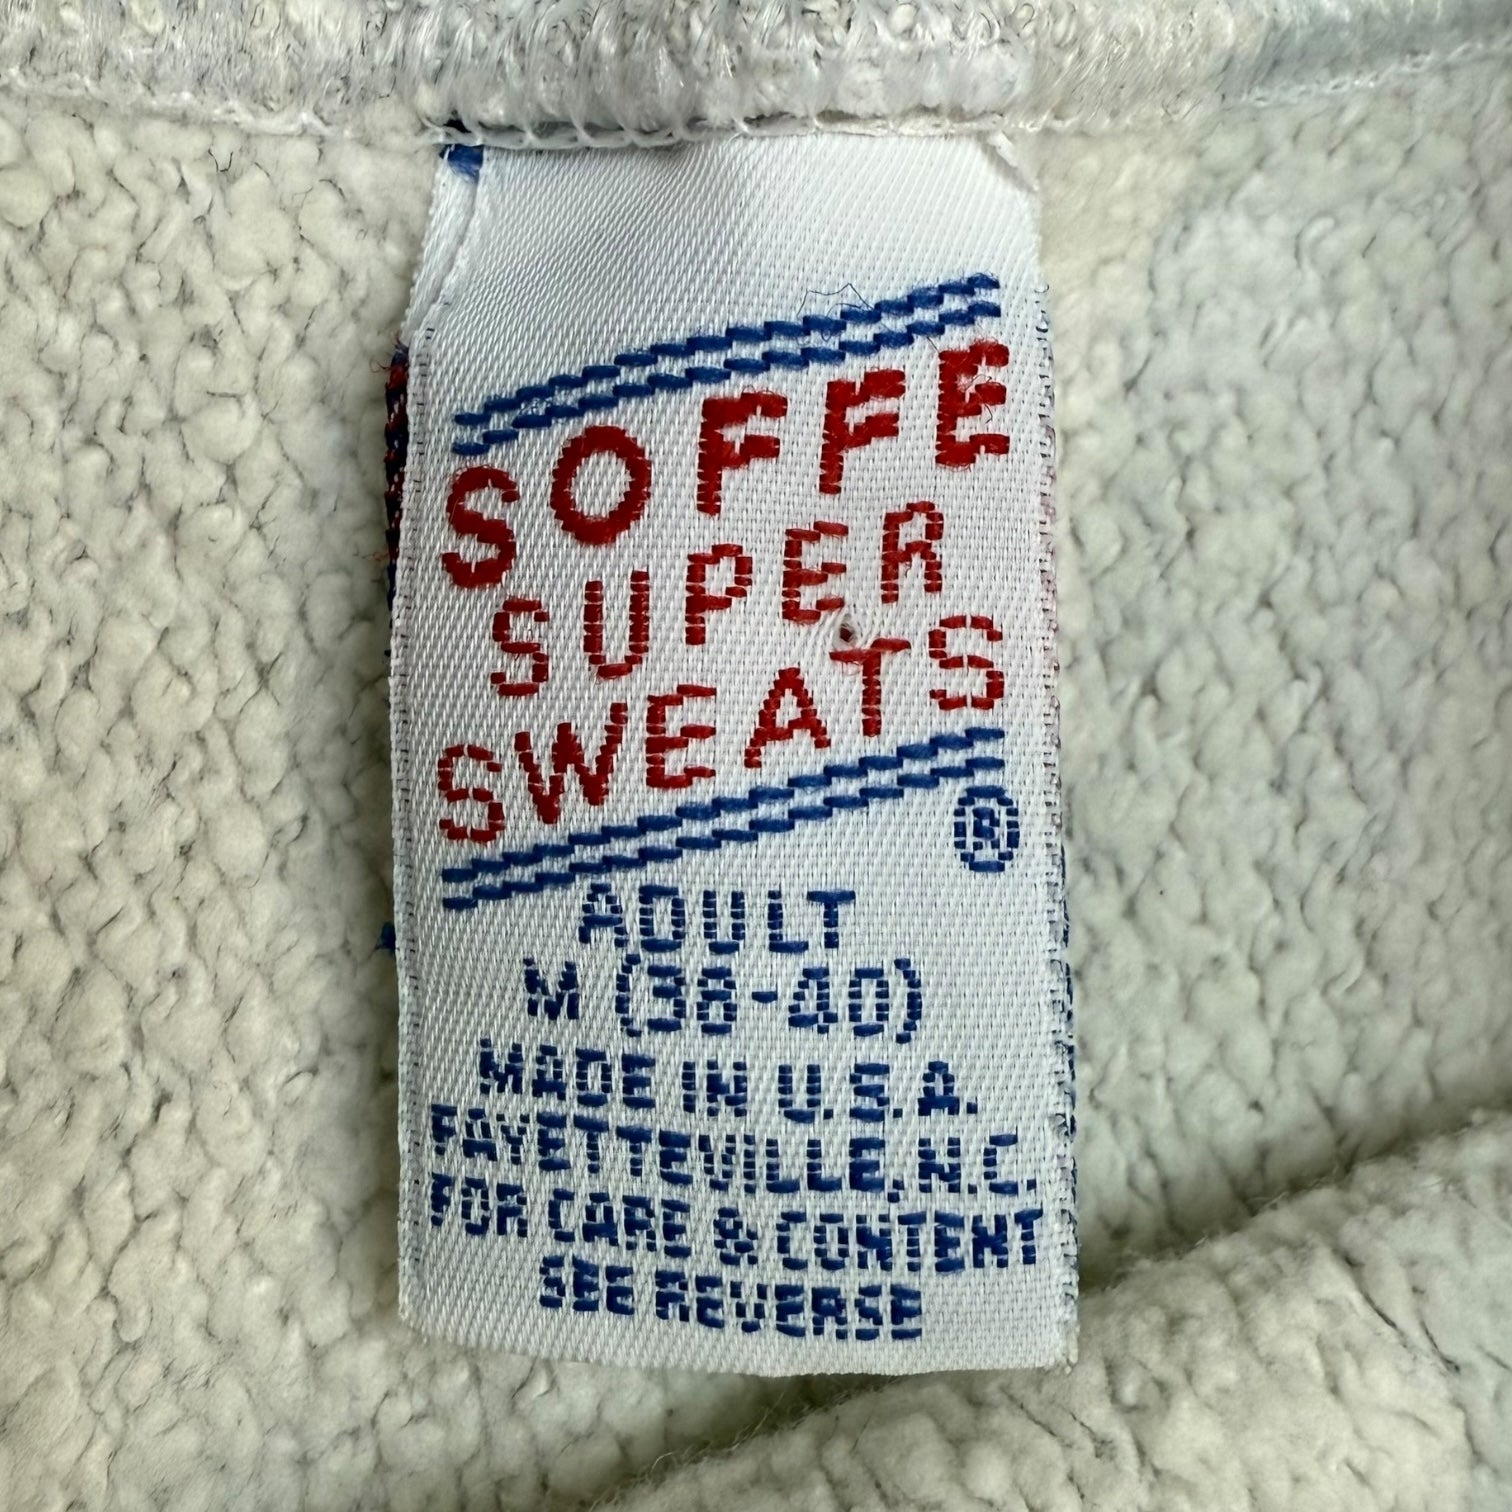 SOFFE
SUPER
SWEATS
®
ADULT
M (38-40)
MADE IN U.S.A.
FAYETTEVILLE, N.C.
FOR CARE & CONTENT
SEE REVERSE